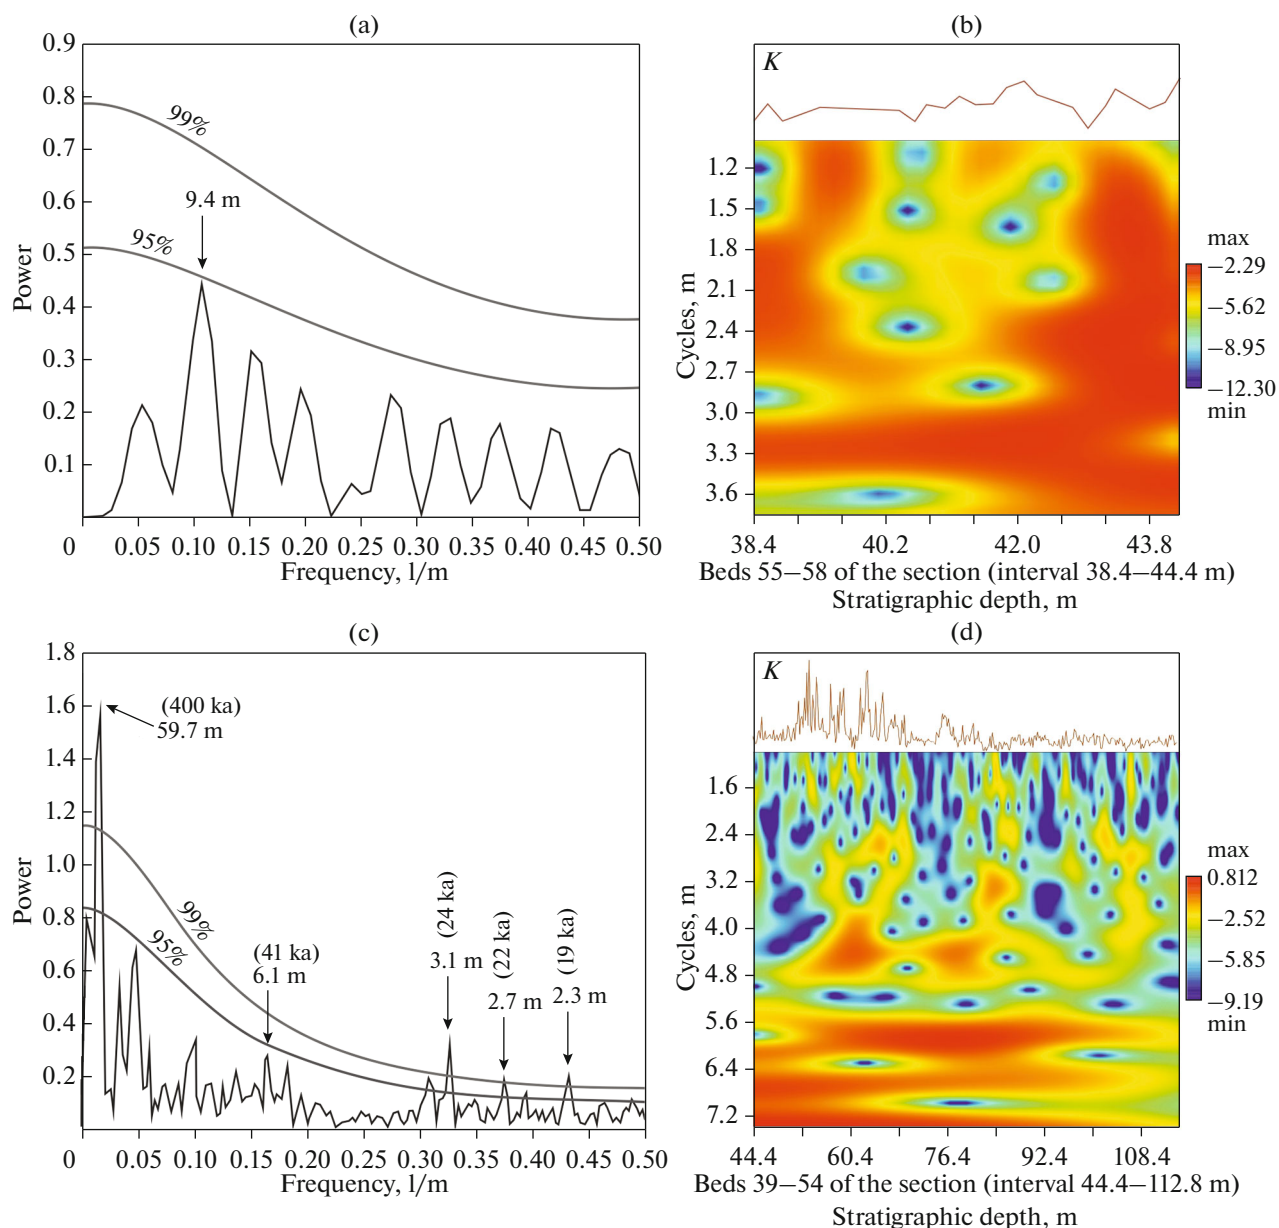 (a)
0.9
0.8
0.7
0.6
0.5
0.4
0.3
0.2
0.1
Power
99%
95%
9.4 m
0 0.05 0.10 0.15 0.20 0.25 0.30 0.35 0.40 0.45 0.50
Frequency, l/m
(b)
K
1.2
1.5
1.8
2.1
2.4
2.7
3.0
3.3
3.6
Cycles, m
38.4 40.2 42.0 43.8
Beds 55–58 of the section (interval 38.4–44.4 m)
Stratigraphic depth, m
max
–2.29
–5.62
–8.95
–12.30
min
(c)
1.8
1.6
1.4
1.2
1.0
0.8
0.6
0.4
0.2
Power
(400 ka)
59.7 m
99%
95%
(41 ka)
6.1 m
(24 ka)
3.1 m
(22 ka)
2.7 m
(19 ka)
2.3 m
0 0.05 0.10 0.15 0.20 0.25 0.30 0.35 0.40 0.45 0.50
Frequency, l/m
(d)
K
1.6
2.4
3.2
4.0
4.8
5.6
6.4
7.2
Cycles, m
44.4 60.4 76.4 92.4 108.4
Beds 39–54 of the section (interval 44.4–112.8 m)
Stratigraphic depth, m
max
0.812
–2.52
–5.85
–9.19
min